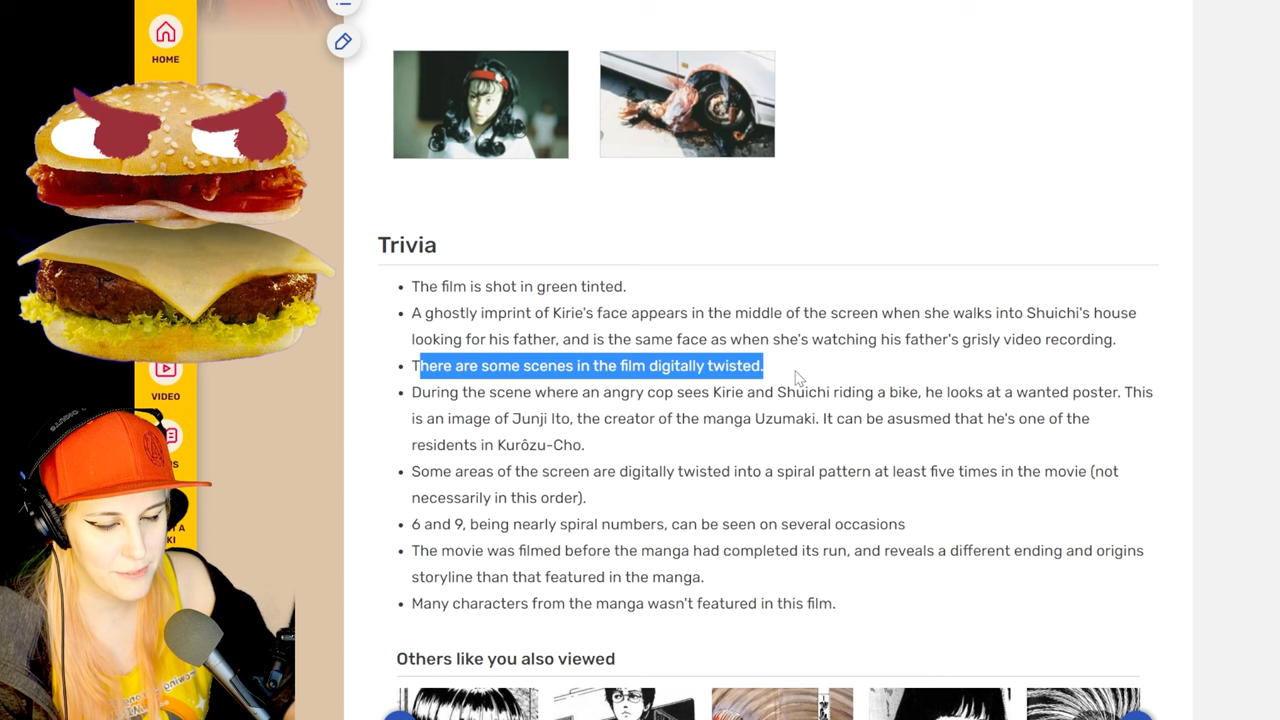 HOME
Trivia
The film is shot in green tinted.
A ghostly imprint of Kirie's face appears in the middle of the screen when she walks into Shuichi's house
looking for his father, and is the same face as when she's watching his father's grisly video recording.
There are some scenes in the film digitally twisted.
During the scene where an angry cop sees Kirie and Shuichi riding a bike, he looks at a wanted poster. This
is an image of Junji Ito, the creator of the manga Uzumaki. It can be asusmed that he's one of the
residents in Kurôzu-Cho.
VIDEO
Some areas of the screen are digitally twisted into a spiral pattern at least five times in the movie (not
necessarily in this order).
6 and 9, being nearly spiral numbers, can be seen on several occasions
The movie was filmed before the manga had completed its run, and reveals a different ending and origins
storyline than that featured in the manga.
Many characters from the manga wasn't featured in this film.
Others like you also viewed